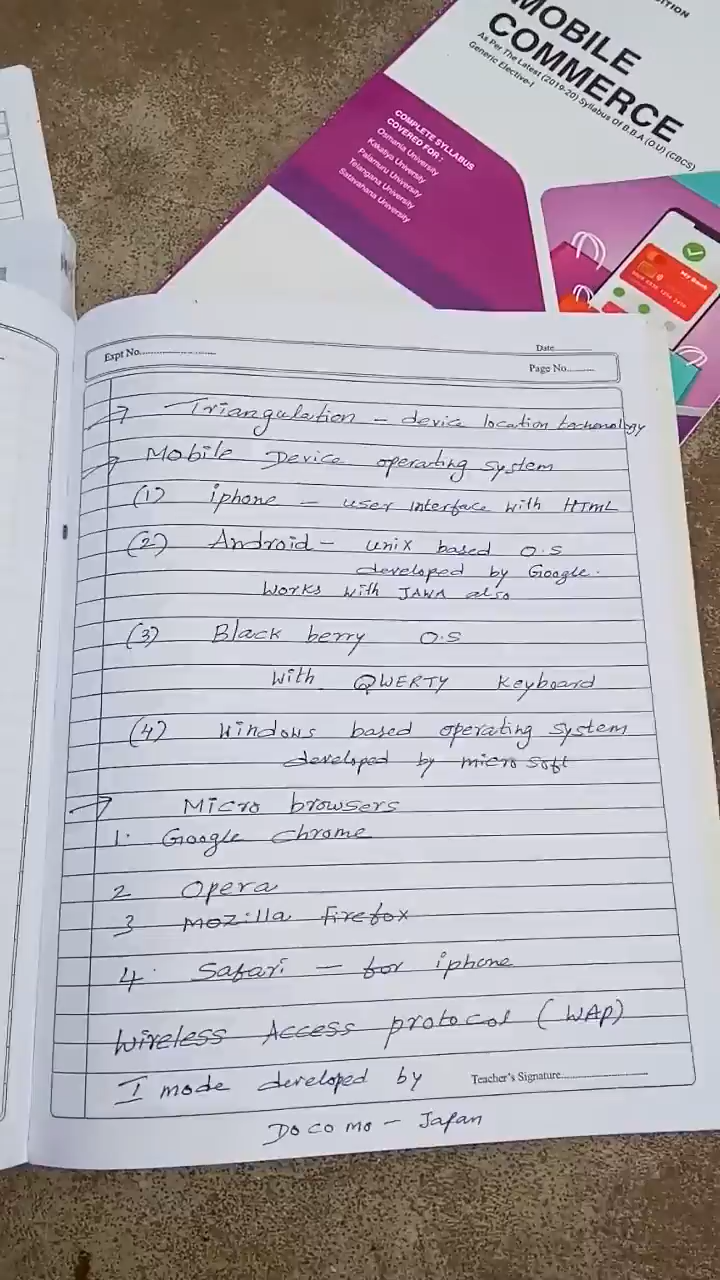 DITION
MOBILE
COMMERCE
As Per The Latest (2019-20) Syllabus Of B.B.A (O.U) (CBCS)
Generic Elective-I
COMPLETE SYLLABUS
COVERED FOR :
Osmania University
Kakatiya University
Palamuru University
Telangana University
Satavahana University
My Bank
Expt No.
Date
Page No.
→ Triangulation – device location techonology
→ Mobile Device operating system
(1) iphone – user interface with HTML
(2) Android – unix based O.S
developed by Google.
Works with JAVA also
(3) Black berry O.S
with QWERTY keyboard
(4) Windows based operating system
developed by micro soft
→ Micro browsers
1. Google chrome
2 Opera
3 mozilla firefox
4. Safari – for iphone
Wireless Access protocol (WAP)
I mode developed by
Teacher's Signature
Do co mo – Japan